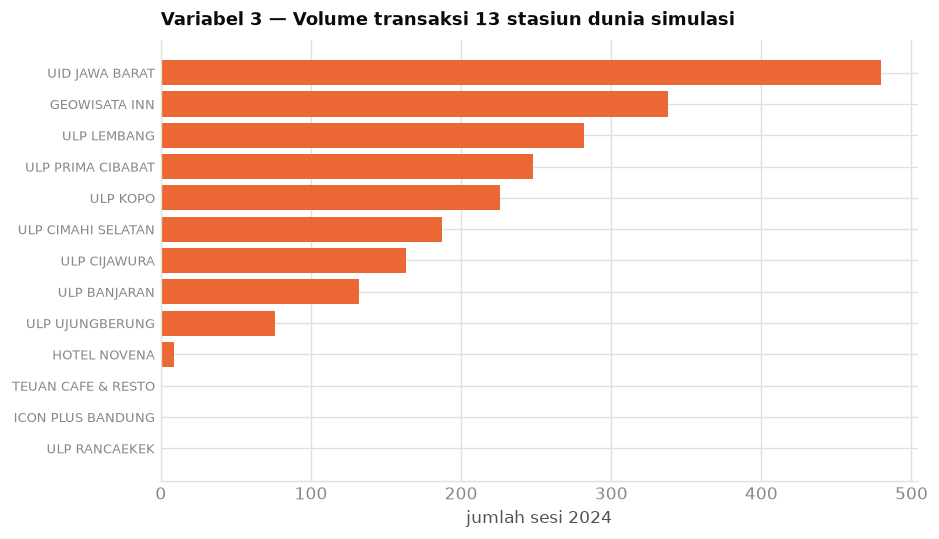 Variabel 3 — Volume transaksi 13 stasiun dunia simulasi
UID JAWA BARAT
GEOWISATA INN
ULP LEMBANG
ULP PRIMA CIBABAT
ULP KOPO
ULP CIMAHI SELATAN
ULP CIJAWURA
ULP BANJARAN
ULP UJUNGBERUNG
HOTEL NOVENA
TEUAN CAFE & RESTO
ICON PLUS BANDUNG
ULP RANCAEKEK
0 100 200 300 400 500
jumlah sesi 2024